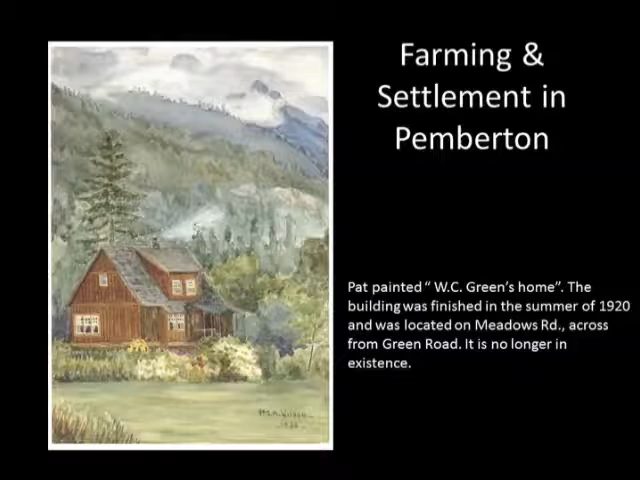 Farming &
Settlement in
Pemberton
Pat painted “ W.C. Green’s home”. The
building was finished in the summer of 1920
and was located on Meadows Rd., across
from Green Road. It is no longer in
existence.